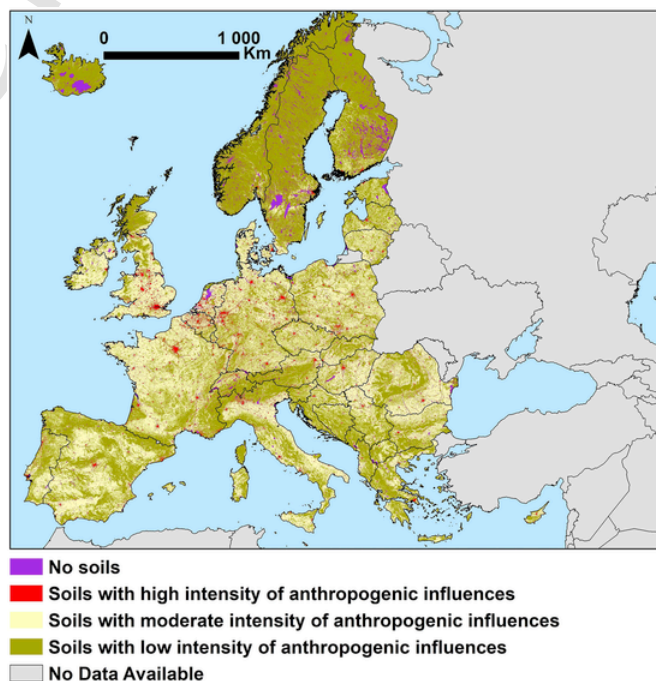 N
0 1 000
Km
No soils
Soils with high intensity of anthropogenic influences
Soils with moderate intensity of anthropogenic influences
Soils with low intensity of anthropogenic influences
No Data Available